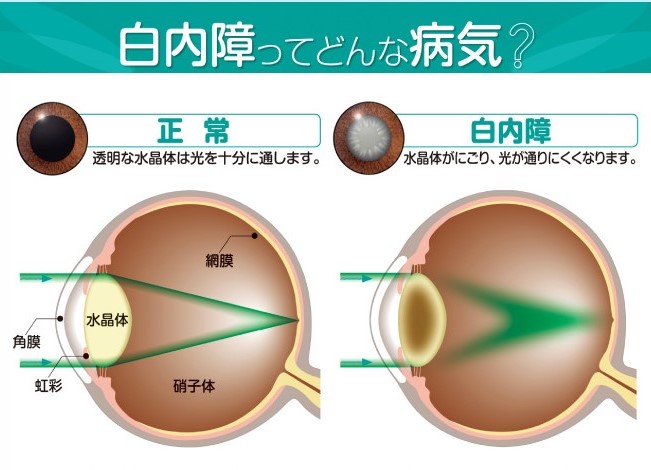 白内障ってどんな病気?
正常
透明な水晶体は光を十分に通します。
白内障
水晶体がにごり、光が通りにくくなります。
網膜
水晶体
角膜
虹彩
硝子体